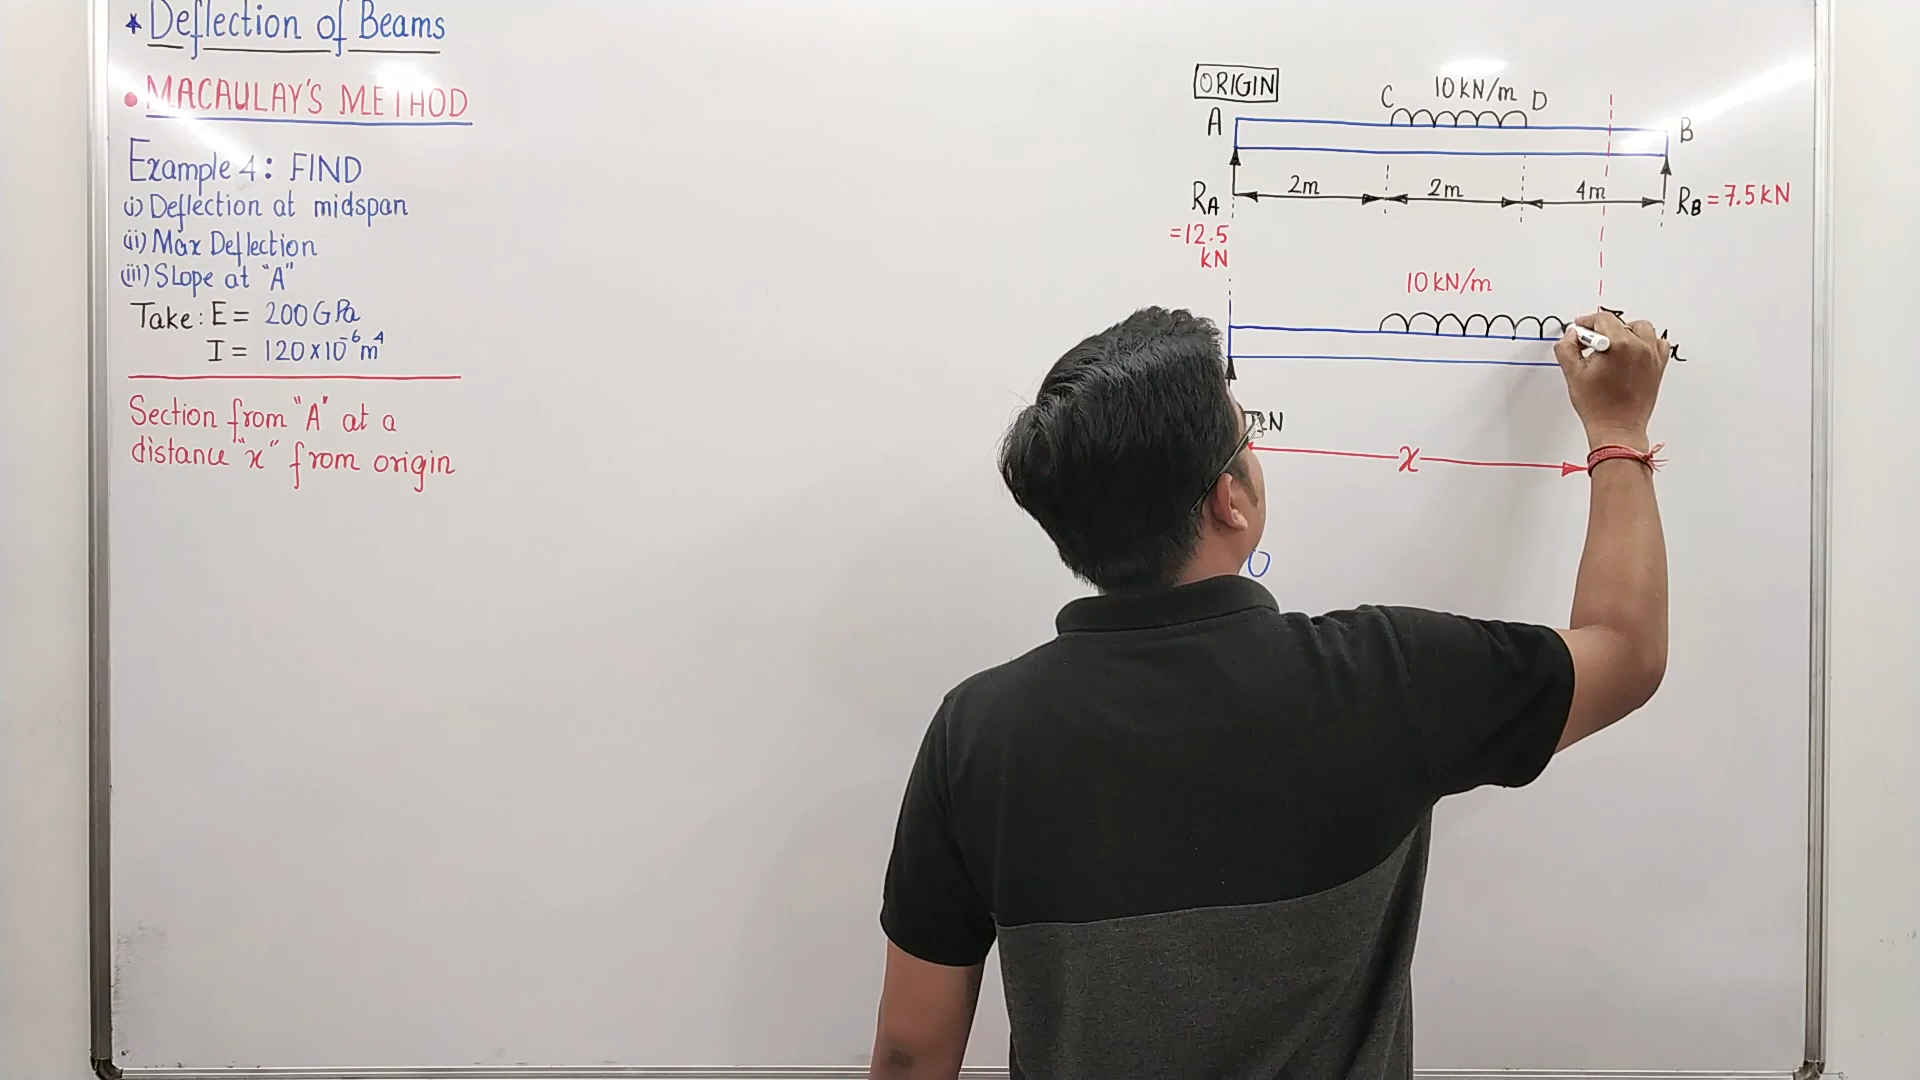 * Deflection of Beams
• MACAULAY'S METHOD
Example 4: FIND
i) Deflection at midspan
(ii) Max Deflection
(iii) Slope at "A"
Take: E = 200 GPa
I = 120×10⁻⁶ m⁴
Section from "A" at a
distance "x" from origin
ORIGIN
C 10 kN/m D
A B
2m 2m 4m
RA RB = 7.5 kN
=12.5
kN
10 kN/m
x
N
x